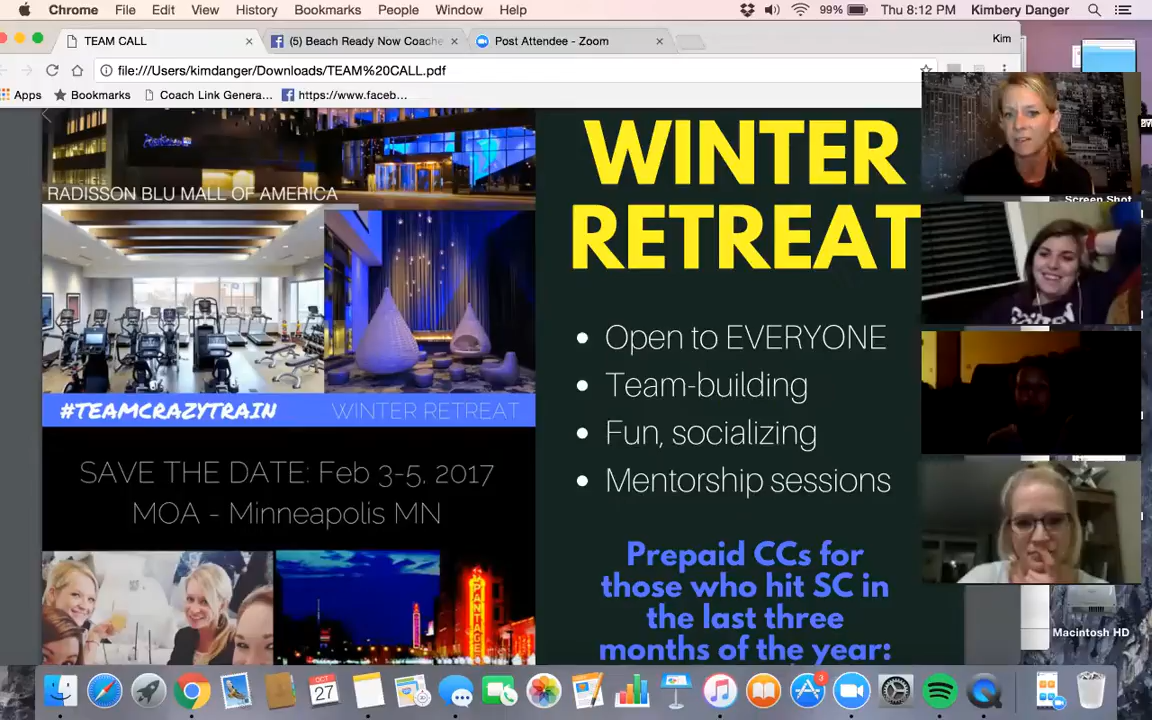 Chrome File Edit View History Bookmarks People Window Help 99% Thu 8:12 PM Kimbery Danger
TEAM CALL (5) Beach Ready Now Coache Post Attendee - Zoom Kim
file:///Users/kimdanger/Downloads/TEAM%20CALL.pdf
Apps Bookmarks Coach Link Genera... https://www.faceb...
RADISSON BLU MALL OF AMERICA
#TEAMCRAZYTRAIN WINTER RETREAT
SAVE THE DATE: Feb 3-5, 2017
MOA - Minneapolis MN
PANTAGES
WINTER
RETREAT
• Open to EVERYONE
• Team-building
• Fun, socializing
• Mentorship sessions
Prepaid CCs for
those who hit SC in
the last three
months of the year:
Screen Shot
Macintosh HD
OCT
27
3